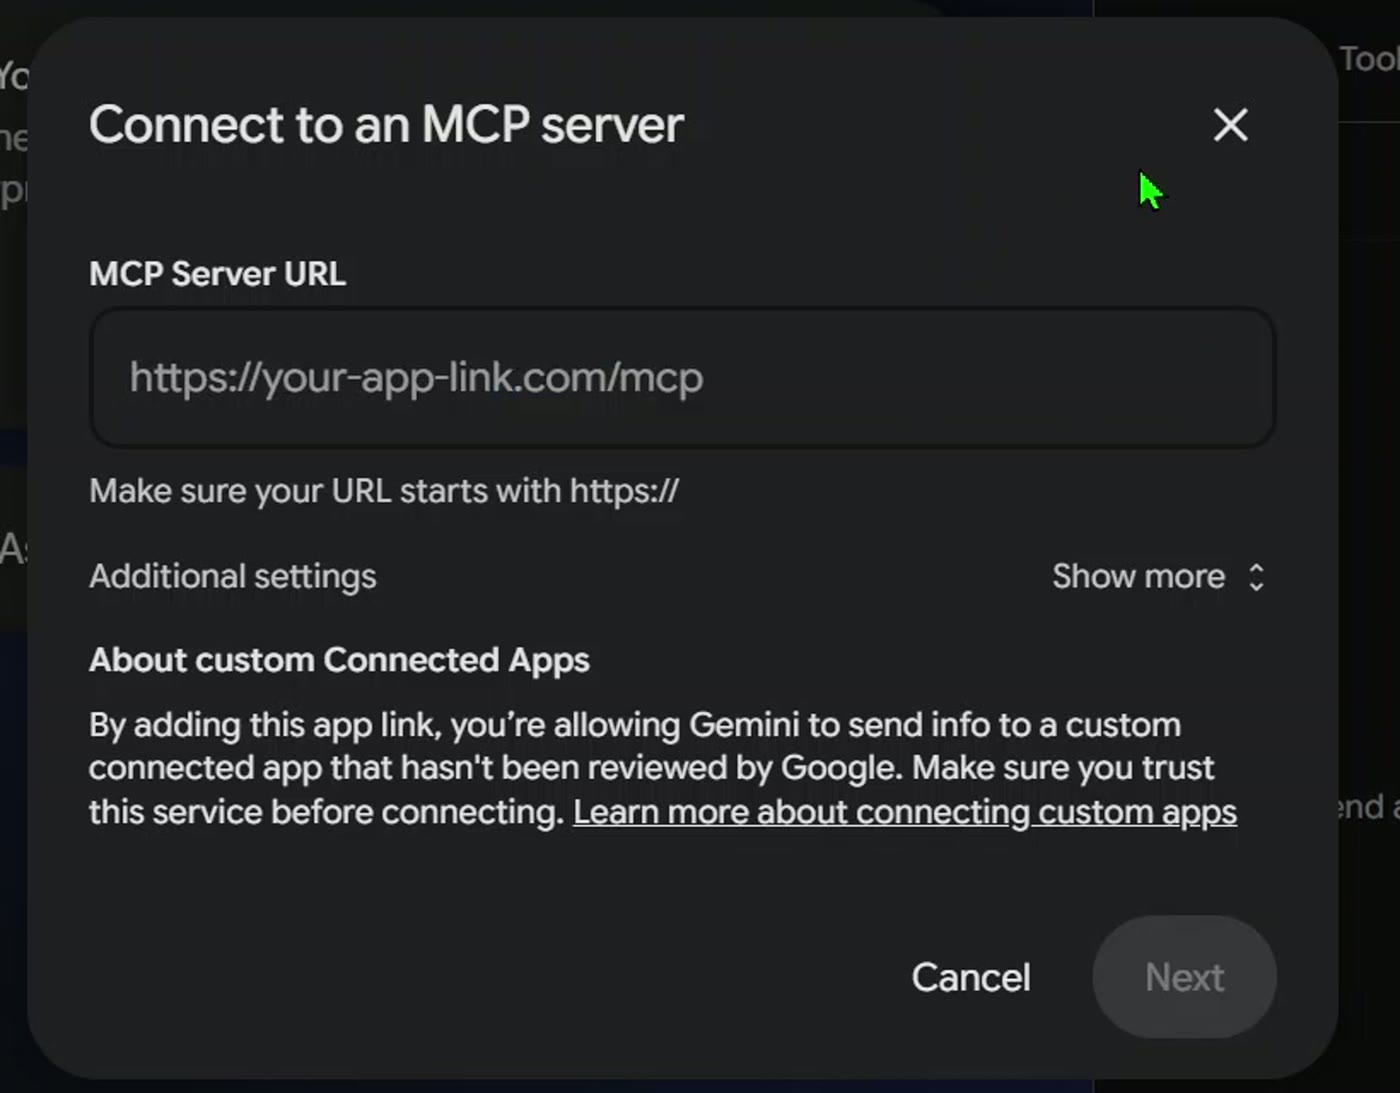 Connect to an MCP server
MCP Server URL
https://your-app-link.com/mcp
Make sure your URL starts with https://
Additional settings
Show more
About custom Connected Apps
By adding this app link, you’re allowing Gemini to send info to a custom
connected app that hasn't been reviewed by Google. Make sure you trust
this service before connecting. Learn more about connecting custom apps
Cancel
Next